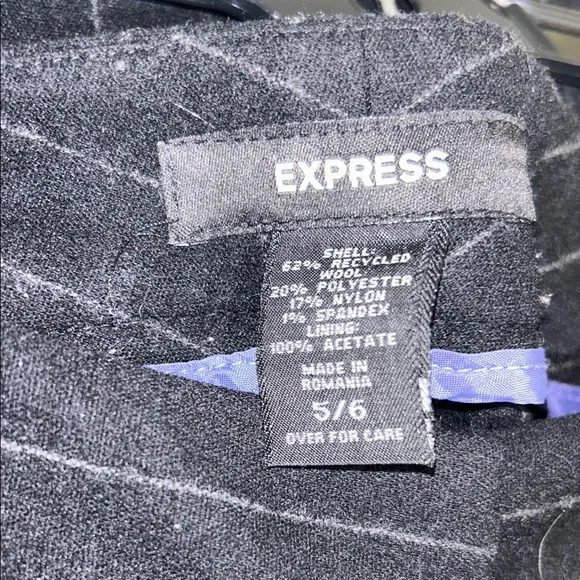 EXPRESS
SHELL:
62% RECYCLED
WOOL
20% POLYESTER
17% NYLON
1% SPANDEX
LINING:
100% ACETATE
MADE IN
ROMANIA
5/6
OVER FOR CARE